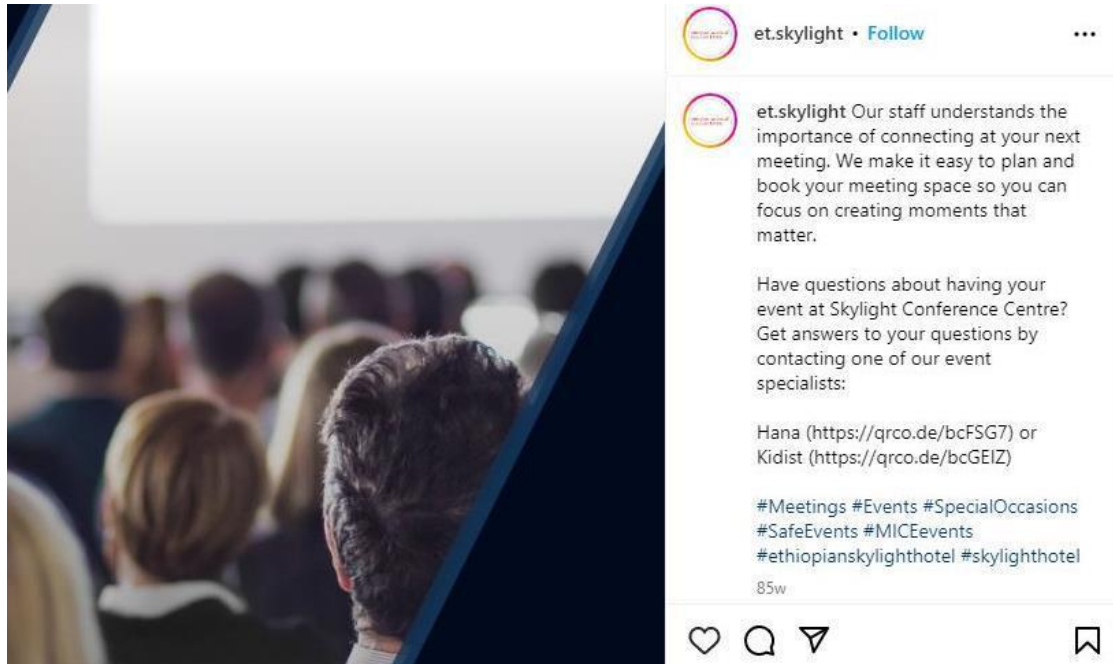 et.skylight • Follow
et.skylight Our staff understands the
importance of connecting at your next
meeting. We make it easy to plan and
book your meeting space so you can
focus on creating moments that
matter.
Have questions about having your
event at Skylight Conference Centre?
Get answers to your questions by
contacting one of our event
specialists:
Hana (https://qrco.de/bcFSG7) or
Kidist (https://qrco.de/bcGEIZ)
#Meetings #Events #SpecialOccasions
#SafeEvents #MICEevents
#ethiopianskylighthotel #skylighthotel
85w